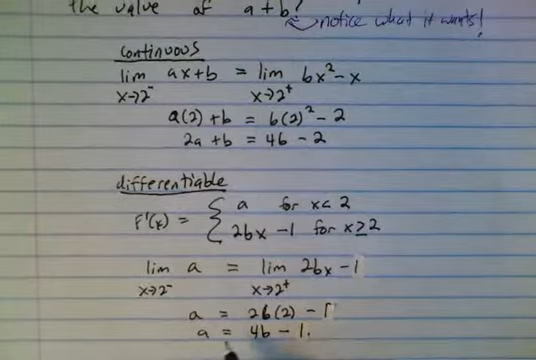 the value of a+b?
notice what it wants!
continuous
lim ax+b = lim bx²-x
x→2⁻ x→2⁺
a(2)+b = b(2)²-2
2a+b = 4b-2
differentiable
F'(x) = { a for x<2
2bx-1 for x≥2
lim a = lim 2bx-1
x→2⁻ x→2⁺
a = 2b(2)-1
a = 4b-1.